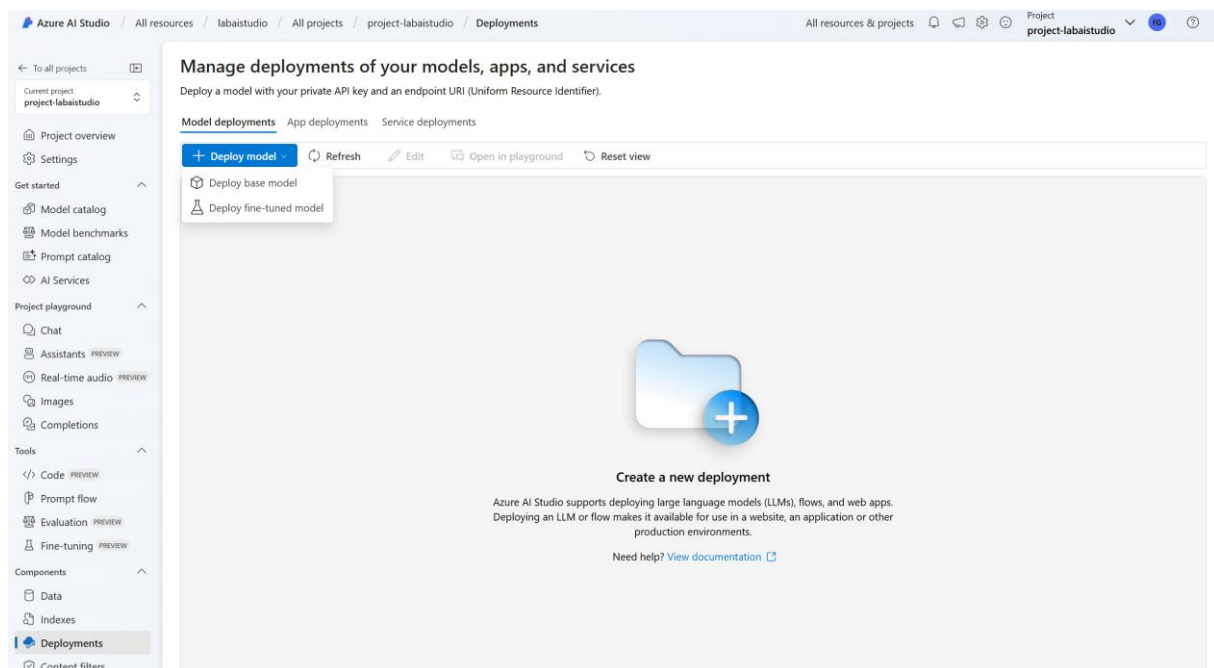 Azure AI Studio / All resources / labaistudio / All projects / project-labaistudio / Deployments
All resources & projects
Project
project-labaistudio
FG
To all projects
Current project
project-labaistudio
Project overview
Settings
Get started
Model catalog
Model benchmarks
Prompt catalog
AI Services
Project playground
Chat
Assistants PREVIEW
Real-time audio PREVIEW
Images
Completions
Tools
Code PREVIEW
Prompt flow
Evaluation PREVIEW
Fine-tuning PREVIEW
Components
Data
Indexes
Deployments
Content filters
Manage deployments of your models, apps, and services
Deploy a model with your private API key and an endpoint URI (Uniform Resource Identifier).
Model deployments App deployments Service deployments
Deploy model Refresh Edit Open in playground Reset view
Deploy base model
Deploy fine-tuned model
Create a new deployment
Azure AI Studio supports deploying large language models (LLMs), flows, and web apps.
Deploying an LLM or flow makes it available for use in a website, an application or other
production environments.
Need help? View documentation